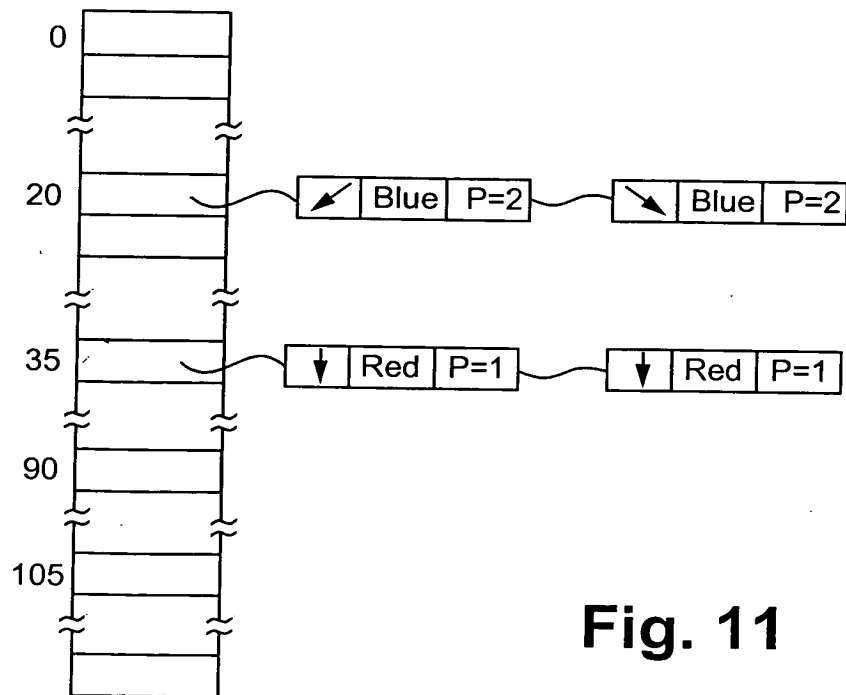 0
20 Blue P=2 Blue P=2
35 Red P=1 Red P=1
90
105
Fig. 11